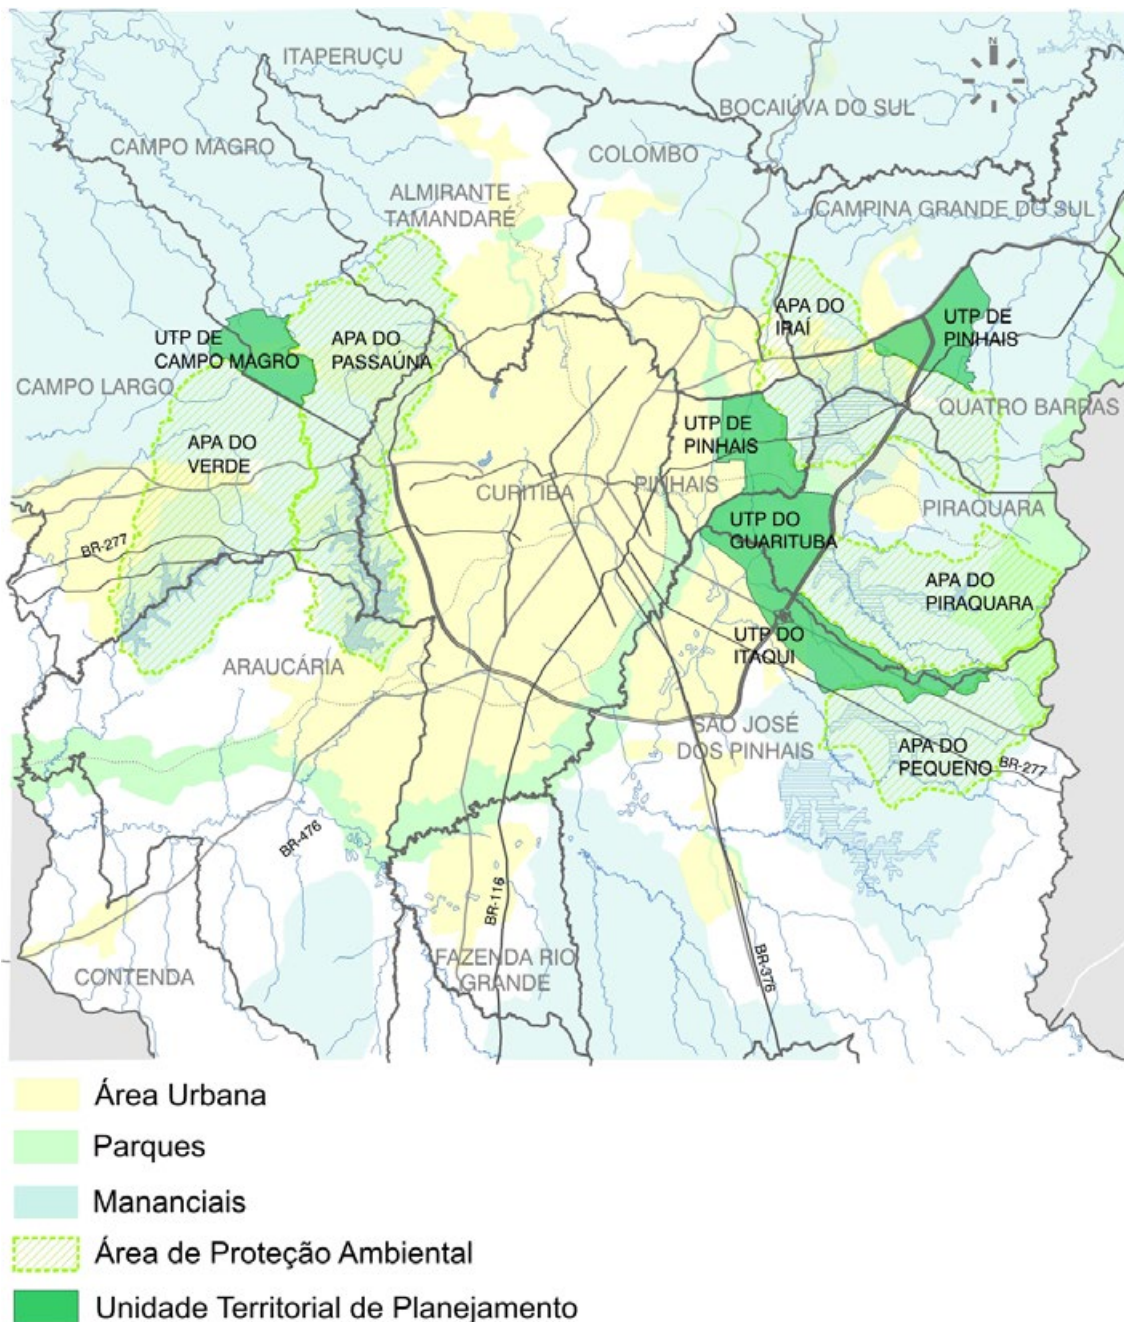 N
ITAPERUÇU
BOCAIÚVA DO SUL
CAMPO MAGRO
COLOMBO
ALMIRANTE
TAMANDARÉ
CAMPINA GRANDE DO SUL
APA DO
IRAÍ
UTP DE
PINHAIS
UTP DE
CAMPO MAGRO
APA DO
PASSAÚNA
CAMPO LARGO
QUATRO BARRAS
UTP DE
PINHAIS
APA DO
VERDE
CURITIBA
PINHAIS
PIRAQUARA
UTP DO
GUARITUBA
BR-277
APA DO
PIRAQUARA
UTP DO
ITAQUI
ARAUCÁRIA
SÃO JOSÉ
DOS PINHAIS
APA DO
PEQUENO
BR-277
BR-476
BR-116
BR-376
FAZENDA RIO
GRANDE
CONTENDA
Área Urbana
Parques
Mananciais
Área de Proteção Ambiental
Unidade Territorial de Planejamento